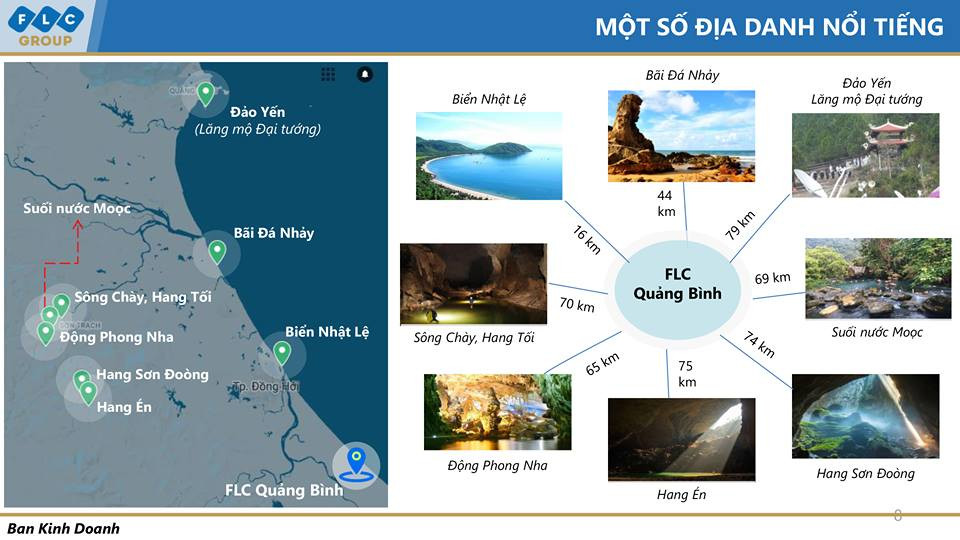 FLC
GROUP
MỘT SỐ ĐỊA DANH NỔI TIẾNG
Đảo Yến
(Lăng mộ Đại tướng)
Suối nước Moọc
Bãi Đá Nhảy
Sông Chày, Hang Tối
Động Phong Nha
Biển Nhật Lệ
Tp. Đồng Hới
Hang Sơn Đoòng
Hang Én
FLC Quảng Bình
Biển Nhật Lệ
Bãi Đá Nhảy
Đảo Yến
Lăng mộ Đại tướng
44
km
16 km
79 km
FLC
Quảng Bình
70 km
69 km
Sông Chày, Hang Tối
Suối nước Moọc
65 km
75
km
74 km
Động Phong Nha
Hang Én
Hang Sơn Đoòng
8
Ban Kinh Doanh